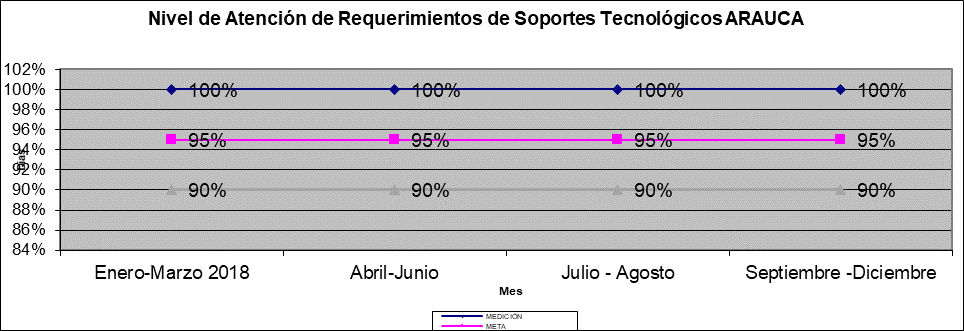 Nivel de Atención de Requerimientos de Soportes Tecnológicos ARAUCA
102%
100%
98%
96%
94%
92%
90%
88%
86%
84%
100% 100% 100% 100%
95% 95% 95% 95%
90% 90% 90% 90%
Enero-Marzo 2018 Abril-Junio Julio - Agosto Septiembre -Diciembre
Mes
MEDICIÓN
META